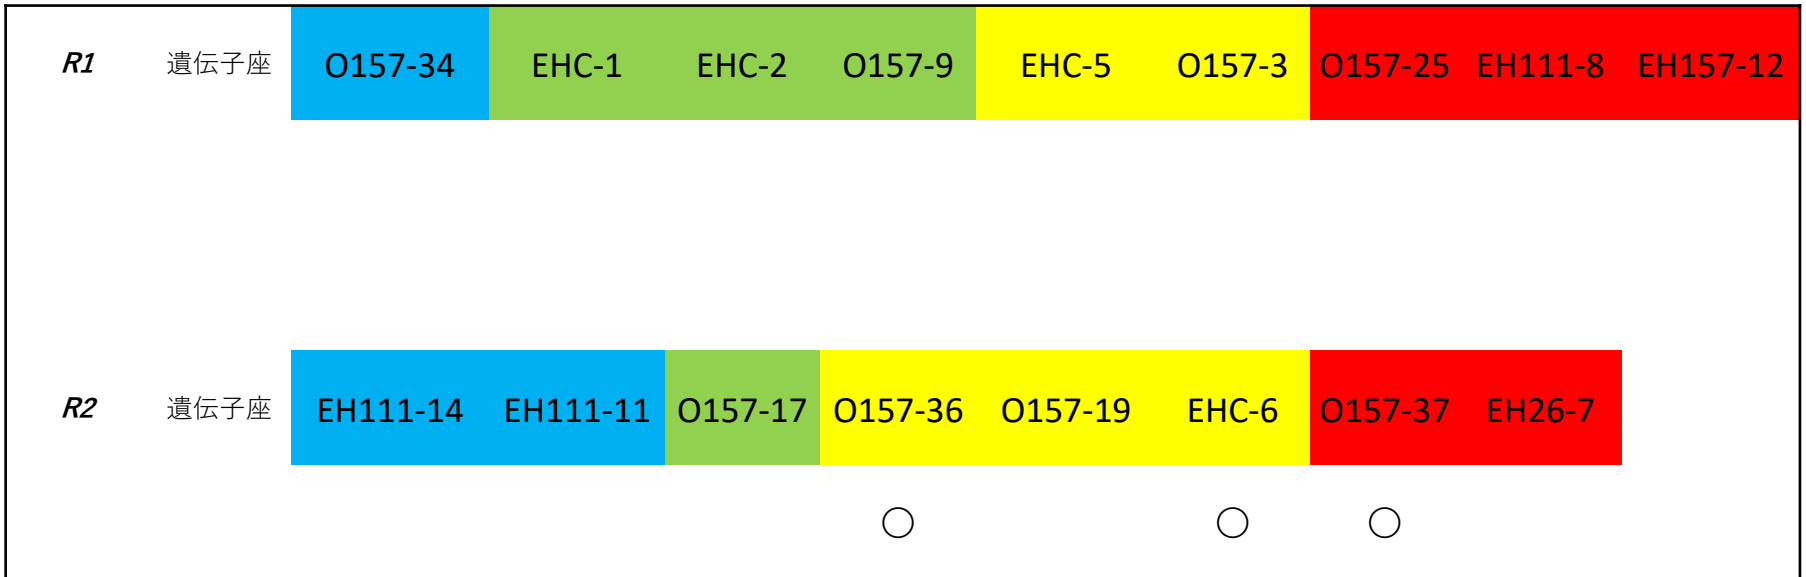 R1 遺伝子座 O157-34 EHC-1 EHC-2 O157-9 EHC-5 O157-3 O157-25 EH111-8 EH157-12
R2 遺伝子座 EH111-14 EH111-11 O157-17 O157-36 O157-19 EHC-6 O157-37 EH26-7
○ ○ ○